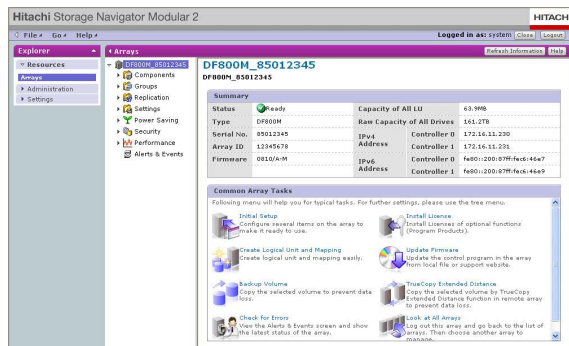 Hitachi Storage Navigator Modular 2
HITACHI
File Go Help
Logged in as: system Close Logout
Explorer
Arrays
Refresh Information Help
Resources
Arrays
Administration
Settings
DF800M_85012345
Components
Groups
Replication
Settings
Power Saving
Security
Performance
Alerts & Events
DF800M_85012345
DF800M_85012345
Summary
Status Ready Capacity of All LU 63.9MB
Type DF800M Raw Capacity of All Drives 161.2TB
Serial No. 85012345 IPv4 Address Controller 0 172.16.11.230
Array ID 12345678 Controller 1 172.16.11.231
Firmware 0810/A-M IPv6 Address Controller 0 fe80::200:87ff:fec6:46e7
Controller 1 fe80::200:87ff:fec6:46e9
Common Array Tasks
Following menu will help you for typical tasks. For further settings, please use the tree menu.
Initial Setup
Configure several items on the array to
make it ready to use.
Install License
Install Licenses of optional functions
(Program Products).
Create Logical Unit and Mapping
Create logical unit and mapping easily.
Update Firmware
Update the control program in the array
from local file or support website.
Backup Volume
Copy the selected volume to prevent data
loss.
TrueCopy Extended Distance
Copy the selected volume by TrueCopy
Extended Distance function in remote array
to prevent data loss.
Check for Errors
View the Alerts & Events screen and show
the latest status of the array.
Look at All Arrays
Log out this array and go back to the list of
arrays. Then choose another array to
manage.